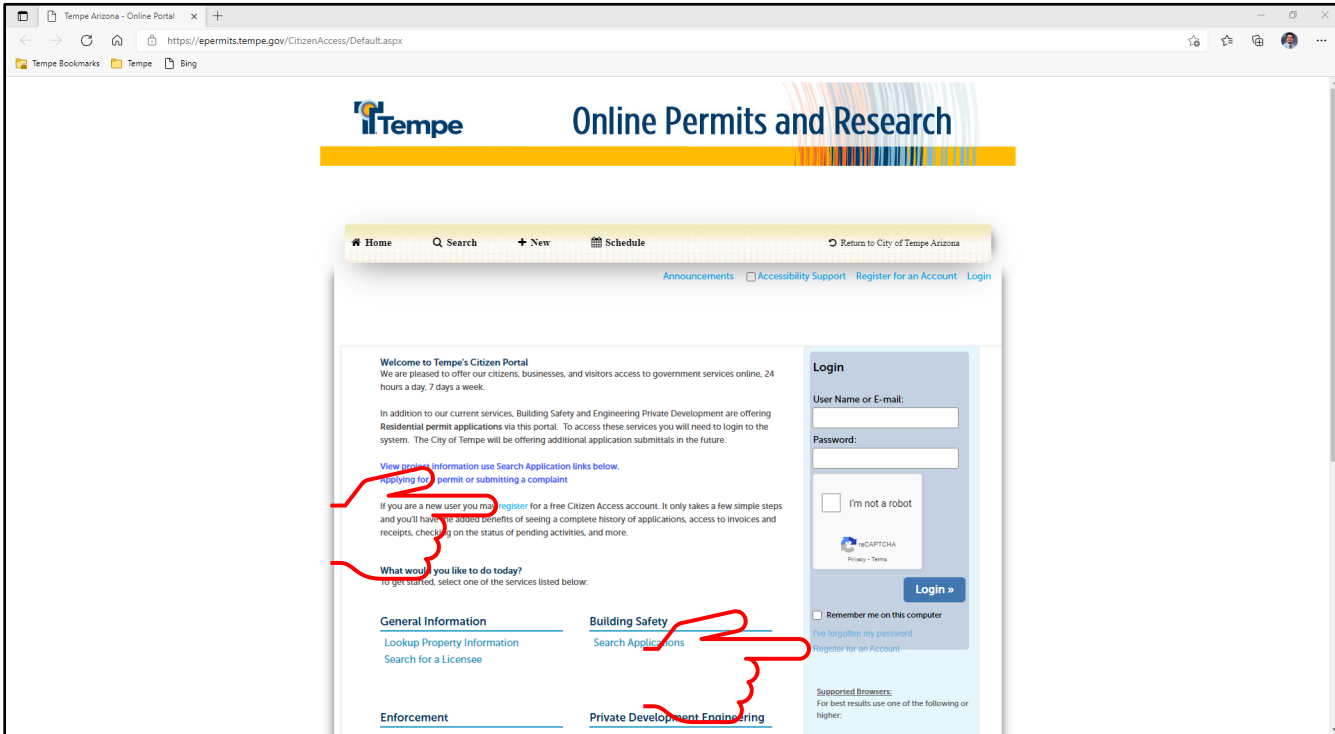 Tempe Arizona - Online Portal
https://epermits.tempe.gov/CitizenAccess/Default.aspx
Tempe Bookmarks Tempe Bing
Tempe
Online Permits and Research
Home Search New Schedule Return to City of Tempe Arizona
Announcements Accessibility Support Register for an Account Login
Welcome to Tempe's Citizen Portal
We are pleased to offer our citizens, businesses, and visitors access to government services online, 24
hours a day, 7 days a week.
In addition to our current services, Building Safety and Engineering Private Development are offering
Residential permit applications via this portal. To access these services you will need to login to the
system. The City of Tempe will be offering additional application submittals in the future.
View project information use Search Application links below.
Applying for a permit or submitting a complaint
If you are a new user you may register for a free Citizen Access account. It only takes a few simple steps
and you'll have the added benefits of seeing a complete history of applications, access to invoices and
receipts, checking on the status of pending activities, and more.
What would you like to do today?
To get started, select one of the services listed below:
General Information
Lookup Property Information
Search for a Licensee
Building Safety
Search Applications
Enforcement
Private Development Engineering
Login
User Name or E-mail:
Password:
I'm not a robot
reCAPTCHA
Privacy - Terms
Login »
Remember me on this computer
I've forgotten my password
Register for an Account
Supported Browsers:
For best results use one of the following or
higher: